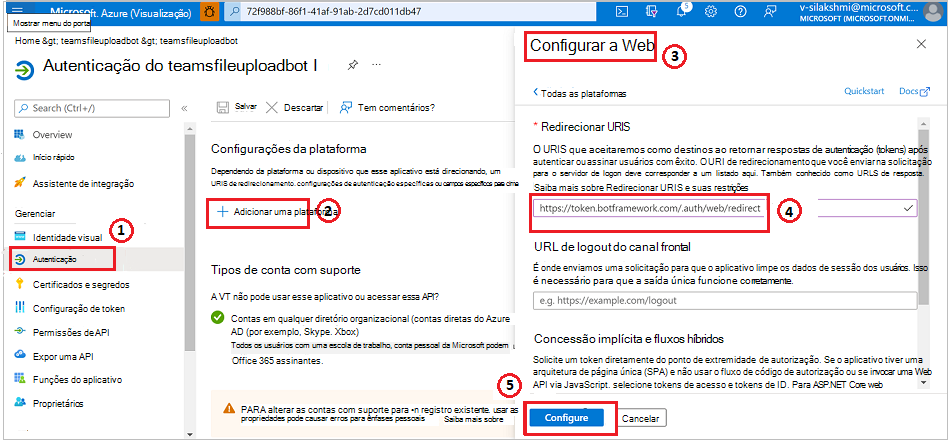 Microsoft. Azure (Visualização)
72f988bf-86f1-41af-91ab-2d7cd011db47
5
v-silakshmi@microsoft.c...
MICROSOFT (MICROSOFT.ONMI...
Mostrar menu do portal
Home &gt; teamsfileuploadbot &gt; teamsfileuploadbot
Autenticação do teamsfileuploadbot I
...
Search (Ctrl+/)
«
Overview
Início rápido
Assistente de integração
Gerenciar
1
Identidade visual
Autenticação
Certificados e segredos
Configuração de token
Permissões de API
Expor uma API
Funções do aplicativo
Proprietários
Salvar
Descartar
Tem comentários?
Configurações da plataforma
Dependendo da plataforma ou dispositivo que esse aplicativo está direcionando, um
URIS de redirecionamento. configurações de autenticação específicas ou campos específicos para ome
Adicionar uma plataforma
2
Tipos de conta com suporte
A VT não pode usar esse aplicativo ou acessar essa API?
Contas em qualquer diretório organizacional (contas diretas do Azure
AD (por exemplo, Skype. Xbox)
Todos os usuários com uma escola de trabalho, conta pessoal da Microsoft podem
Office 365 assinantes.
PARA alterar as contas com suporte para •n registro existente. usar as
propriedades pode causar erros para ênfases pessoais Saiba mais sobre
Configurar a Web
3
Todas as plataformas
Quickstart
Docs
* Redirecionar URIS
O URIS que aceitaremos como destinos ao retornar respostas de autenticação (tokens) após
autenticar ou assinar usuários com êxito. O URI de redirecionamento que você enviar na solicitação
para o servidor de logon deve corresponder a um listado aqui. Também conhecido como URLS de resposta.
Saiba mais sobre Redirecionar URIS e suas restrições
https://token.botframework.com/.auth/web/redirect
4
URL de logout do canal frontal
É onde enviamos uma solicitação para que o aplicativo limpe os dados de sessão dos usuários. Isso
é necessário para que a saída única funcione corretamente.
e.g. https://example.com/logout
Concessão implícita e fluxos híbridos
Solicite um token diretamente do ponto de extremidade de autorização. Se o aplicativo tiver uma
arquitetura de página única (SPA) e não usar o fluxo de código de autorização ou se invocar uma Web
API via JavaScript. selecione tokens de acesso e tokens de ID. Para ASP.NET Core web
5
Configure
Cancelar